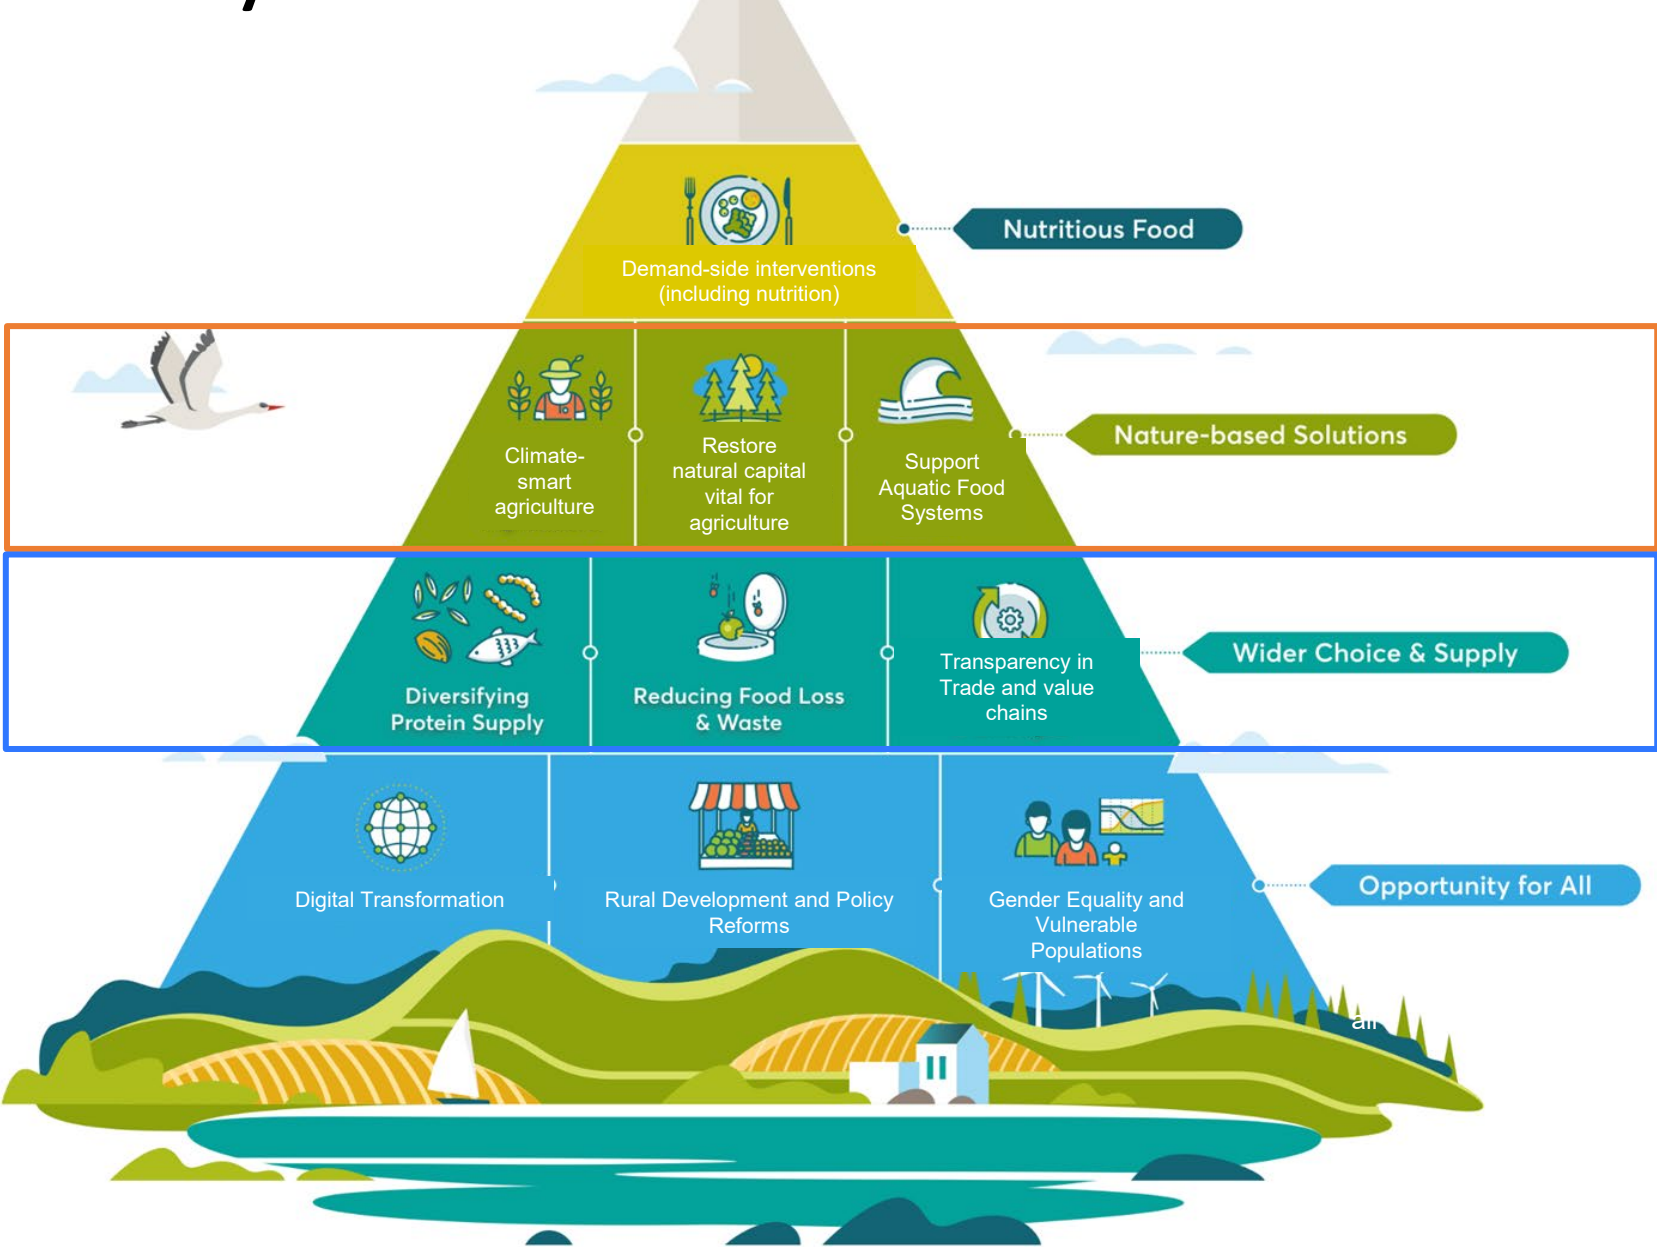 Nutritious Food
Demand-side interventions
(including nutrition)
Nature-based Solutions
Climate-
smart
agriculture
Restore
natural capital
vital for
agriculture
Support
Aquatic Food
Systems
Wider Choice & Supply
Diversifying
Protein Supply
Reducing Food Loss
& Waste
Transparency in
Trade and value
chains
Opportunity for All
Digital Transformation
Rural Development and Policy
Reforms
Gender Equality and
Vulnerable
Populations
all